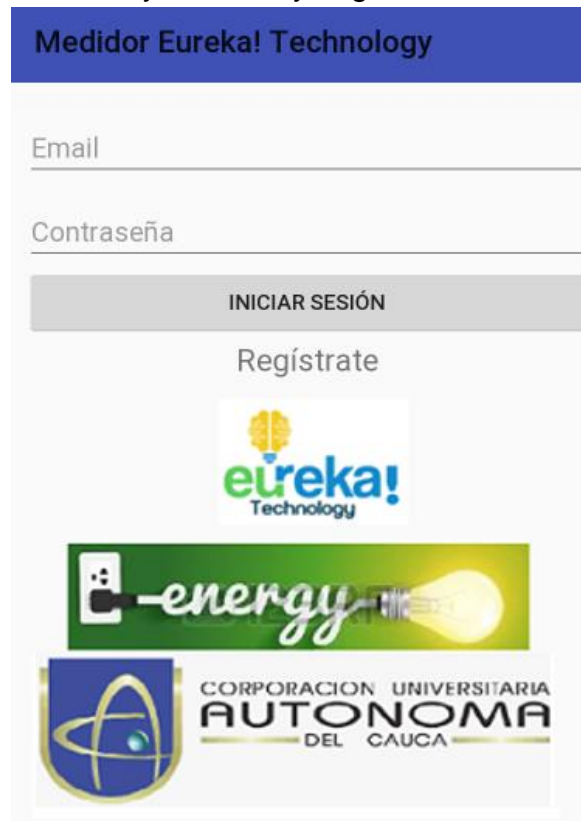 Medidor Eureka! Technology
Email
Contraseña
INICIAR SESIÓN
Regístrate
eureka!
Technology
energy
CORPORACION UNIVERSITARIA
AUTONOMA
DEL CAUCA